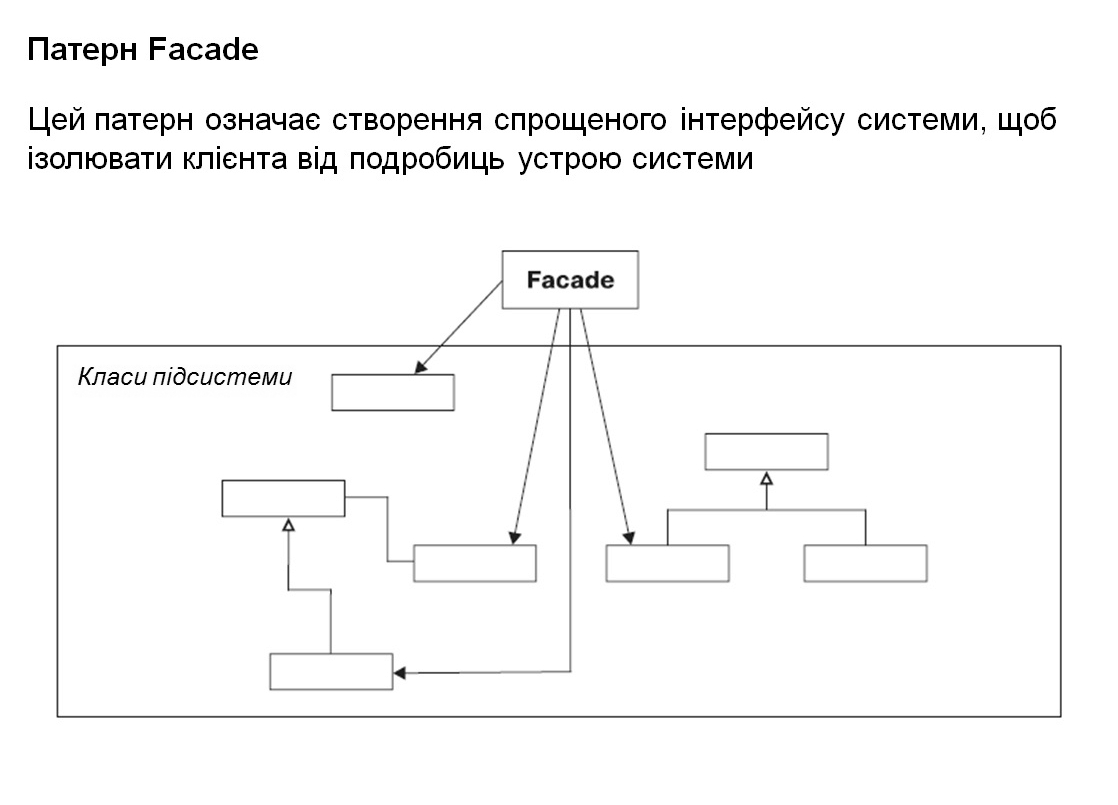 Патерн Facade
Цей патерн означає створення спрощеного інтерфейсу системи, щоб
ізолювати клієнта від подробиць устрою системи
Facade
Класи підсистеми